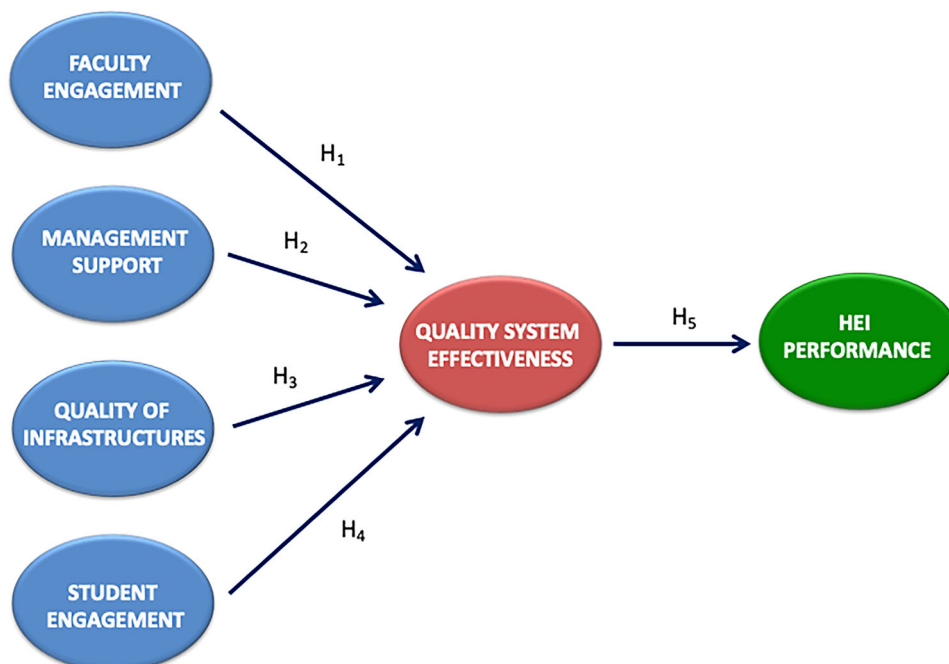 FACULTY
ENGAGEMENT
H₁
MANAGEMENT
SUPPORT
H₂
QUALITY OF
INFRASTRUCTURES
H₃
STUDENT
ENGAGEMENT
H₄
QUALITY SYSTEM
EFFECTIVENESS
H₅
HEI
PERFORMANCE